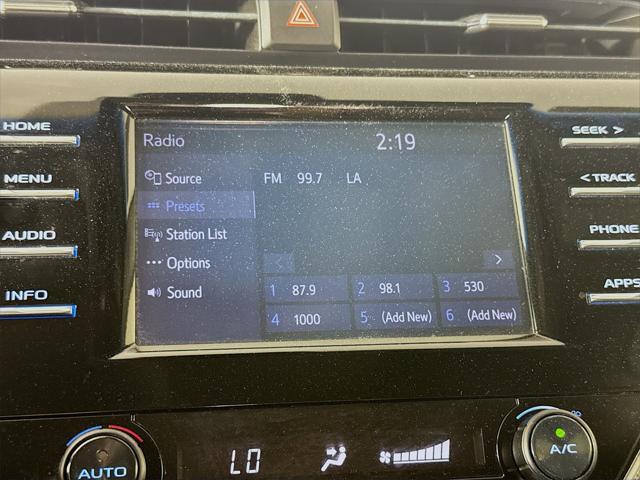 HOME
MENU
AUDIO
INFO
Radio 2:19
Source
Presets
Station List
Options
Sound
FM 99.7 LA
< >
1 87.9 2 98.1 3 530
4 1000 5 (Add New) 6 (Add New)
SEEK >
< TRACK
PHONE
APPS
AUTO LO A/C